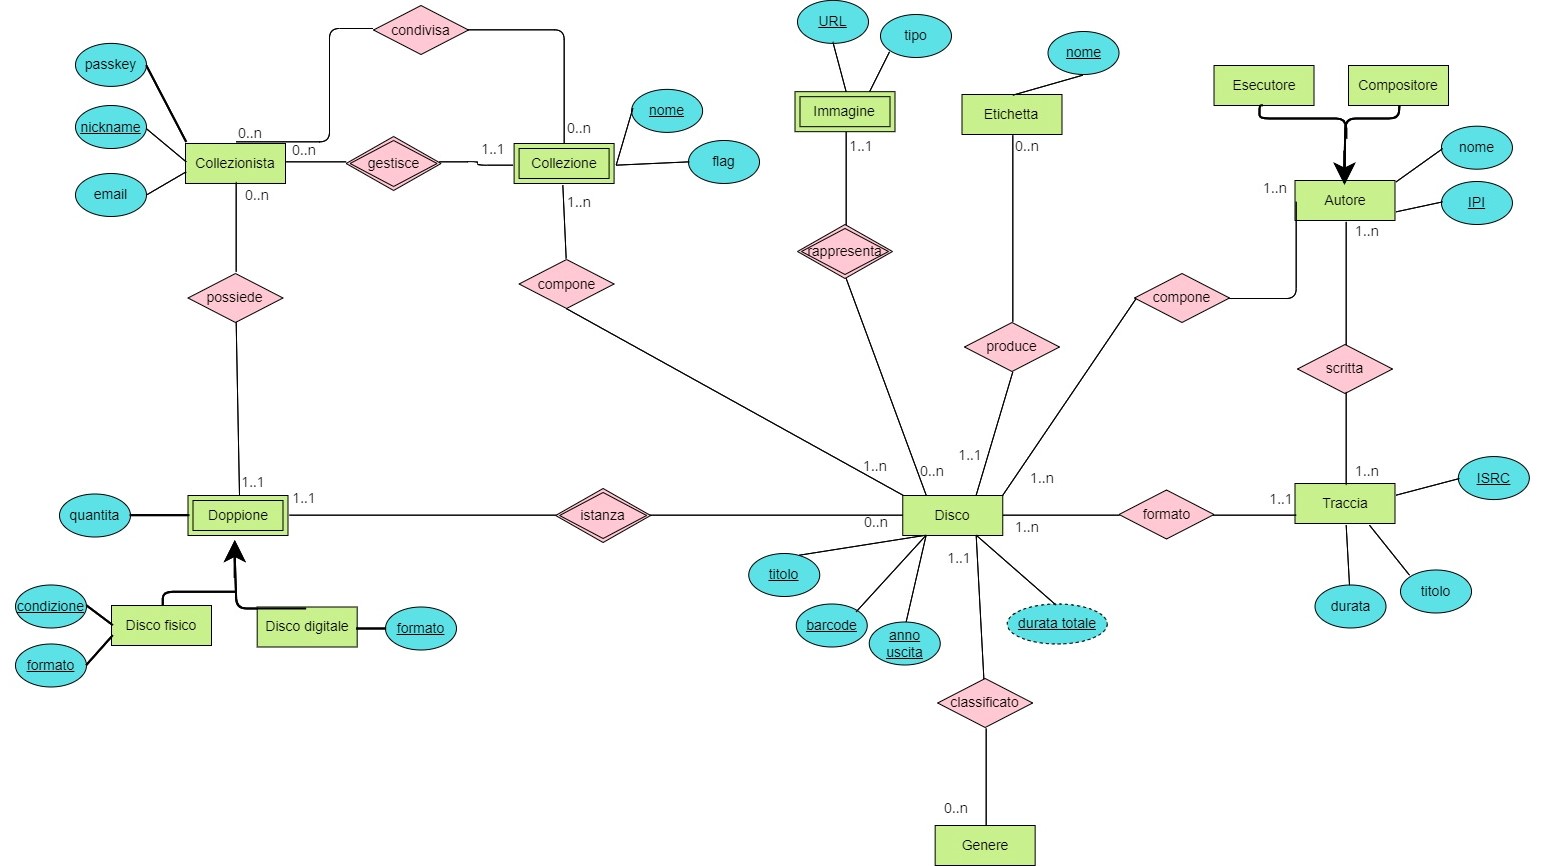 condivisa
URL
tipo
nome
passkey
Esecutore
Compositore
nome
Immagine
Etichetta
nickname
0..n
0..n
0..n
1..1
1..1
0..n
nome
Collezionista
gestisce
Collezione
flag
email
0..n
1..n
1..n
Autore
IPI
1..n
rappresenta
compone
possiede
compone
produce
scritta
1..1
1..n
0..n
1..n
1..n
1..1
1..1
ISRC
quantita
Doppione
istanza
0..n
Disco
1..n
formato
1..1
Traccia
1..1
titolo
titolo
durata
condizione
Disco fisico
Disco digitale
formato
barcode
anno
uscita
durata totale
formato
classificato
0..n
Genere